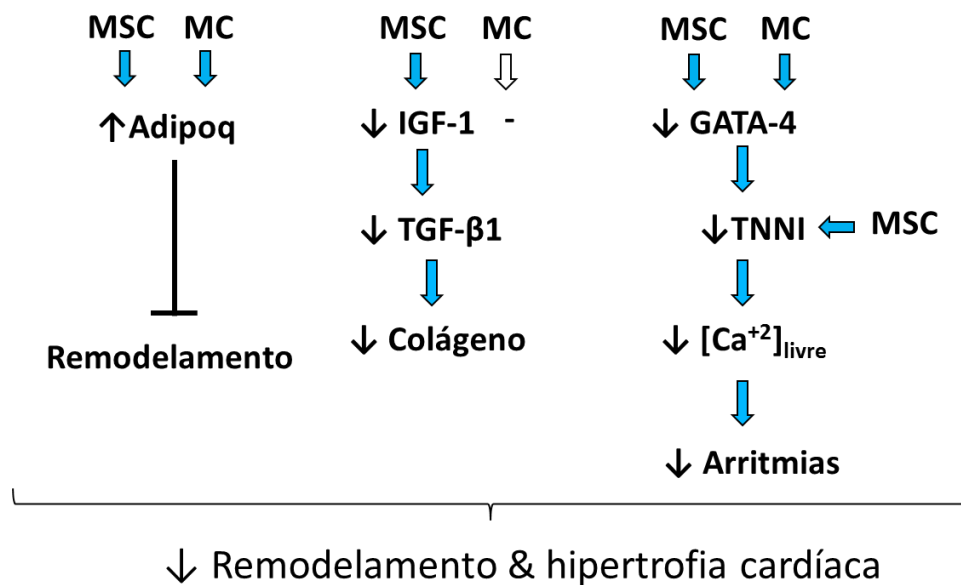 MSC MC
↑Adipoq
Remodelamento
MSC MC
↓ IGF-1 -
↓ TGF-β1
↓ Colágeno
MSC MC
↓ GATA-4
↓TNNI MSC
↓ [Ca⁺²]livre
↓ Arritmias
↓ Remodelamento & hipertrofia cardíaca